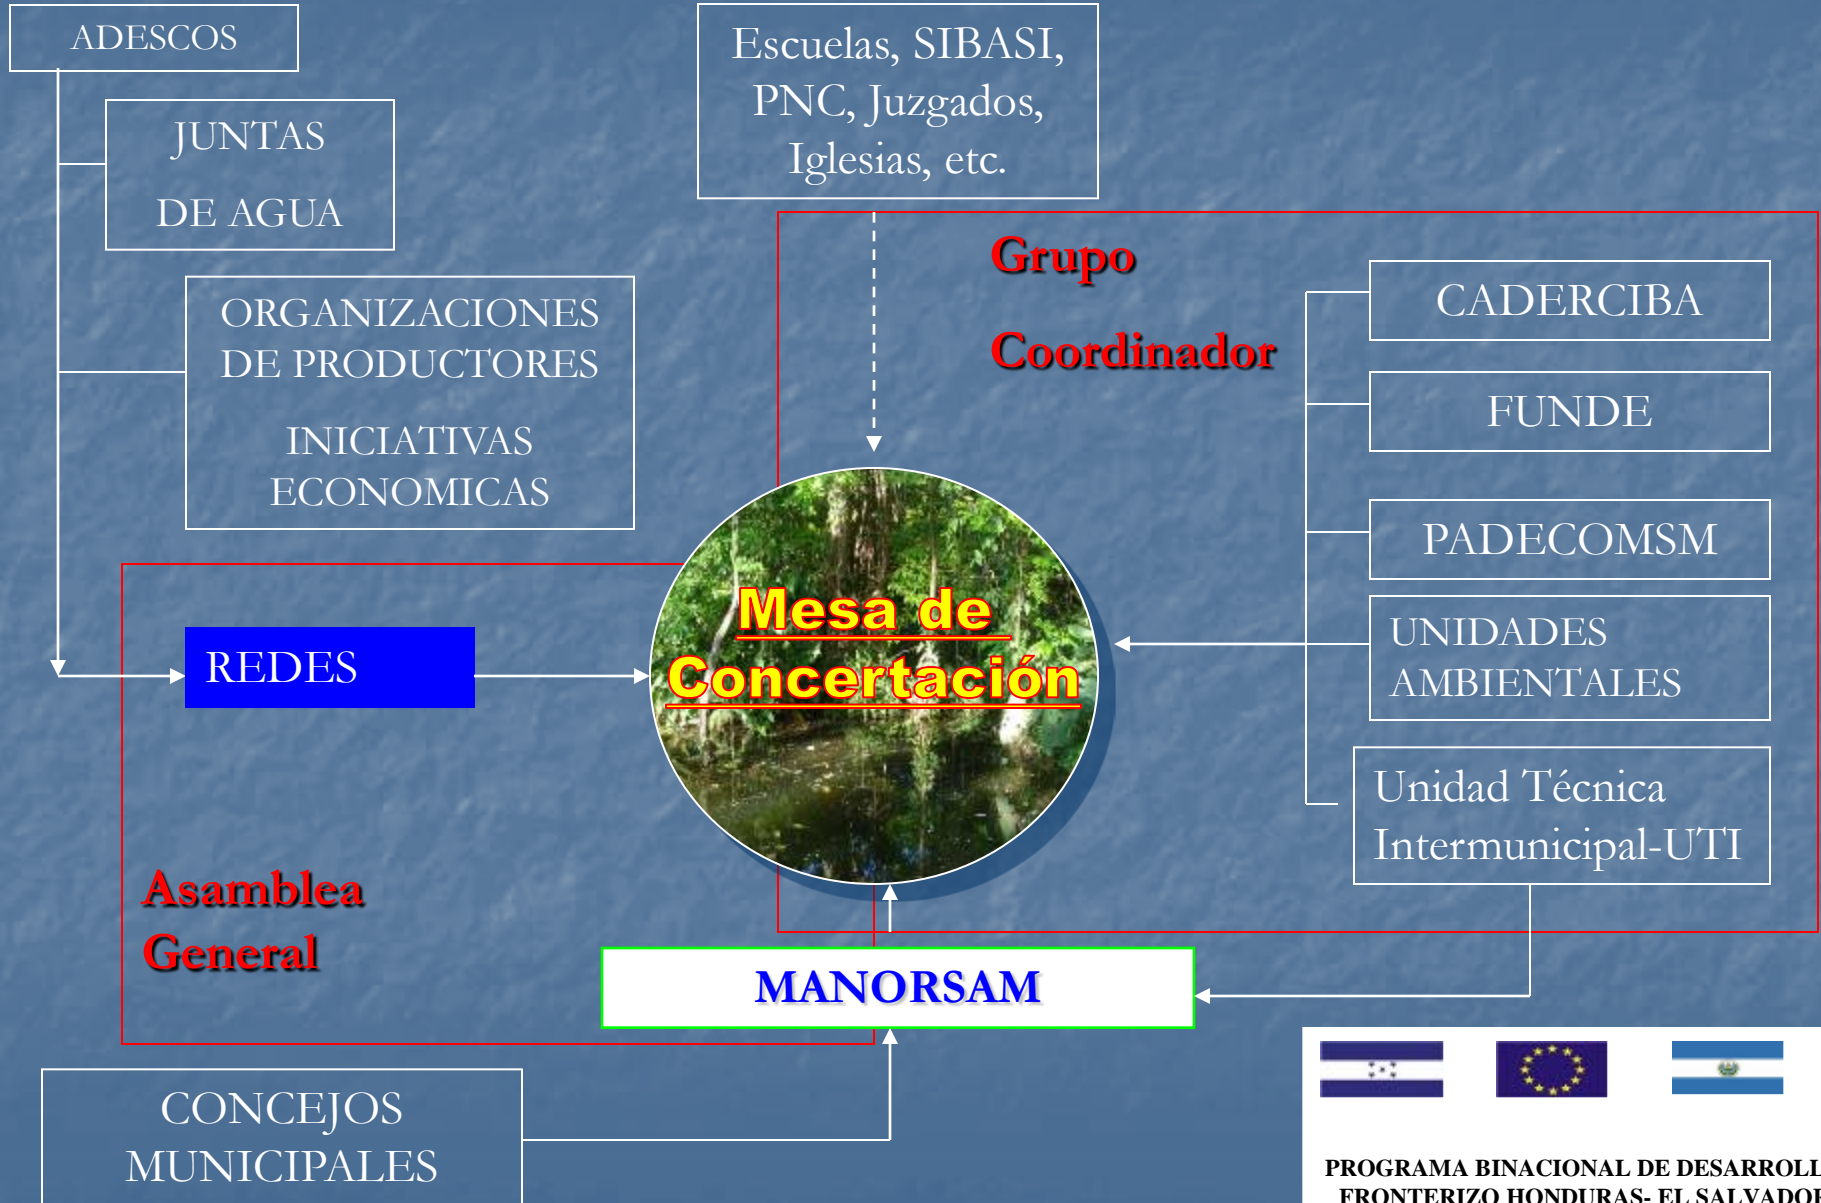 ADESCOS
JUNTAS
DE AGUA
ORGANIZACIONES
DE PRODUCTORES
INICIATIVAS
ECONOMICAS
Escuelas, SIBASI,
PNC, Juzgados,
Iglesias, etc.
Grupo
Coordinador
CADERCIBA
FUNDE
PADECOMSM
UNIDADES
AMBIENTALES
Unidad Técnica
Intermunicipal-UTI
REDES
Mesa de
Concertación
Asamblea
General
MANORSAM
CONCEJOS
MUNICIPALES
PROGRAMA BINACIONAL DE DESARROLL
FRONTERIZO HONDURAS- EL SALVADOR